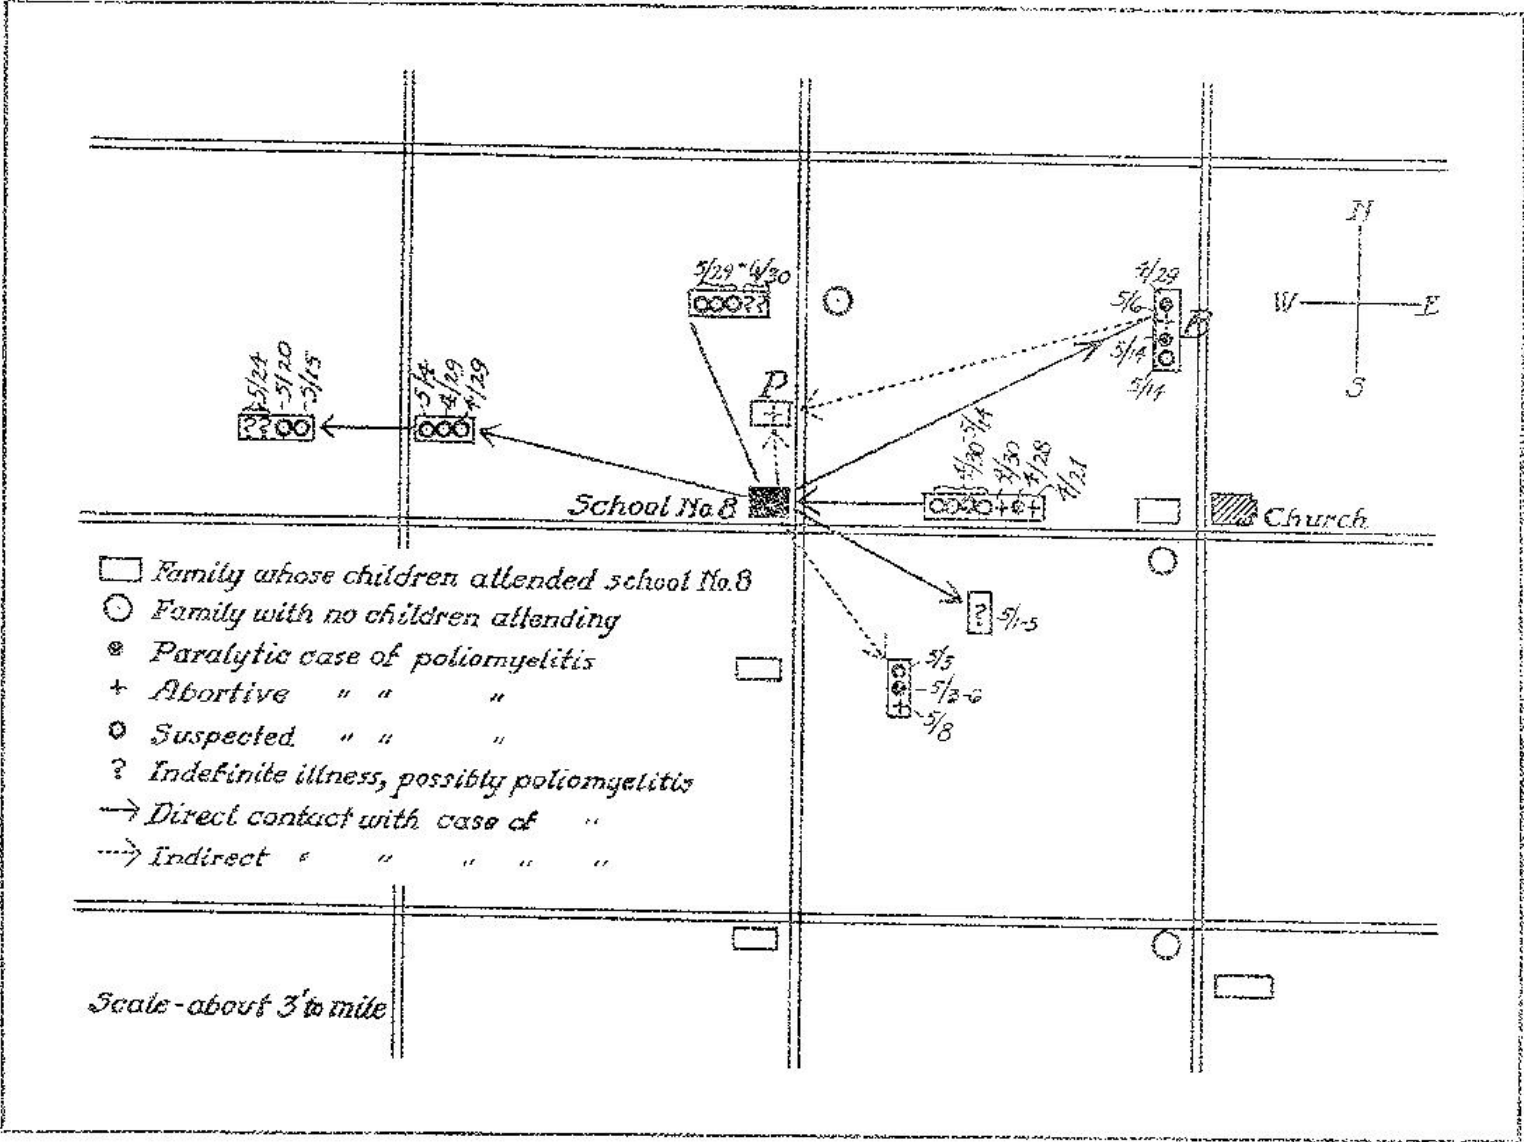 N
W E
S
5/29-6/30
4/29
5/6
5/14
5/14
B
P
5/24
5/20
5/15
5/14
4/29
4/29
4/30-5/14
4/30
4/28
4/21
School No. 8
Church
5/1-5
5/5
5/3-6
5/8
Family whose children attended school No. 8
Family with no children attending
Paralytic case of poliomyelitis
+ Abortive " " "
Suspected " " "
? Indefinite illness, possibly poliomyelitis
Direct contact with case of "
Indirect " " " " "
Scale-about 3" to mile